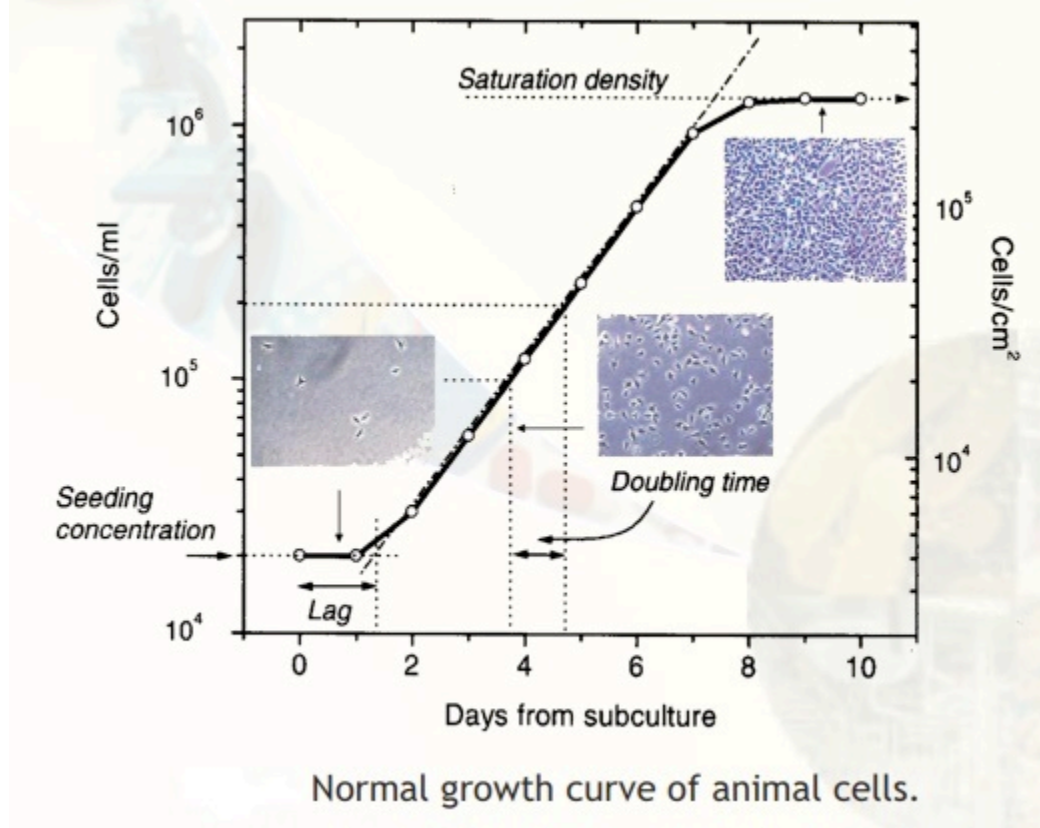 Saturation density
10⁶
10⁵
Cells/ml
Cells/cm²
10⁵
Doubling time
10⁴
Seeding
concentration
Lag
10⁴
0 2 4 6 8 10
Days from subculture
Normal growth curve of animal cells.